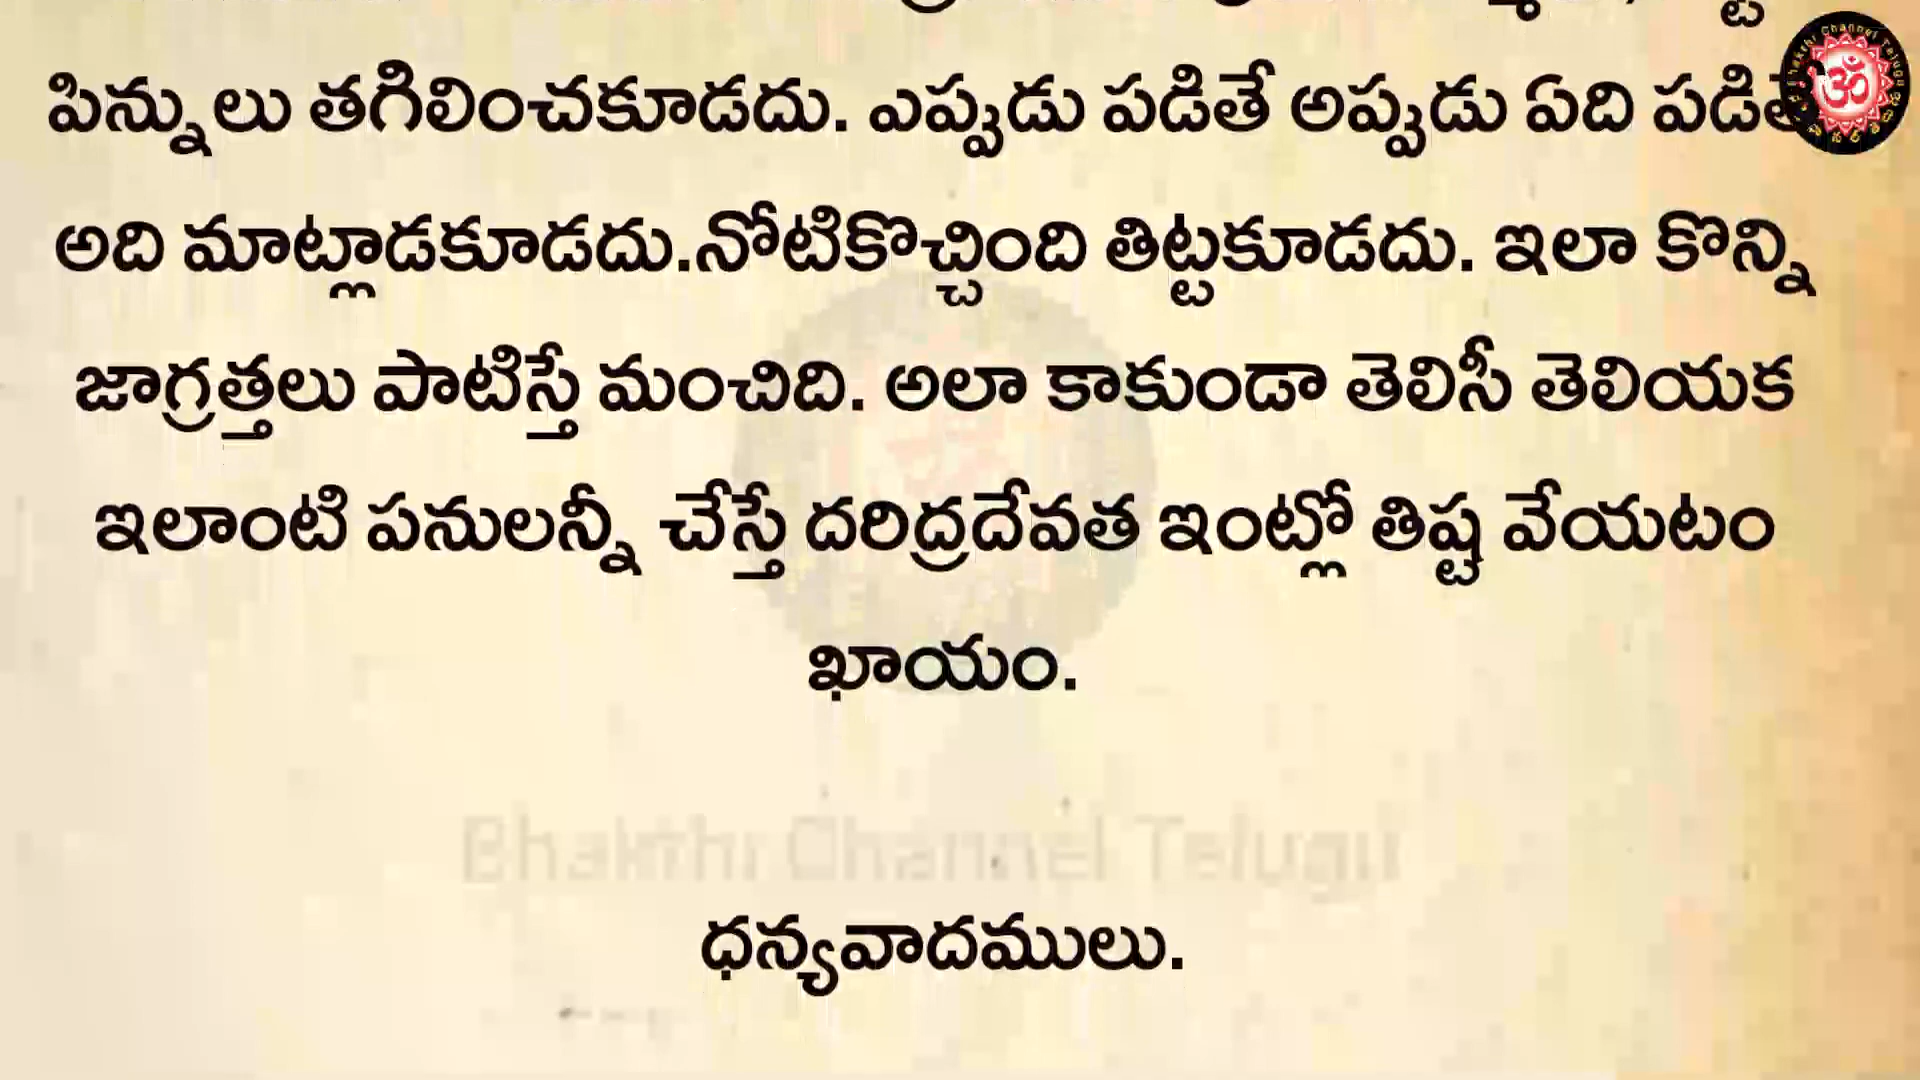 పిన్నులు తగిలించకూడదు. ఎప్పుడు పడితే అప్పుడు ఏది పడితే
అది మాట్లాడకూడదు.నోటికొచ్చింది తిట్టకూడదు. ఇలా కొన్ని
జాగ్రత్తలు పాటిస్తే మంచిది. అలా కాకుండా తెలిసీ తెలియక
ఇలాంటి పనులన్నీ చేస్తే దరిద్రదేవత ఇంట్లో తిష్ట వేయటం
ఖాయం.
Bhakthi Channel Telugu
ధన్యవాదములు.